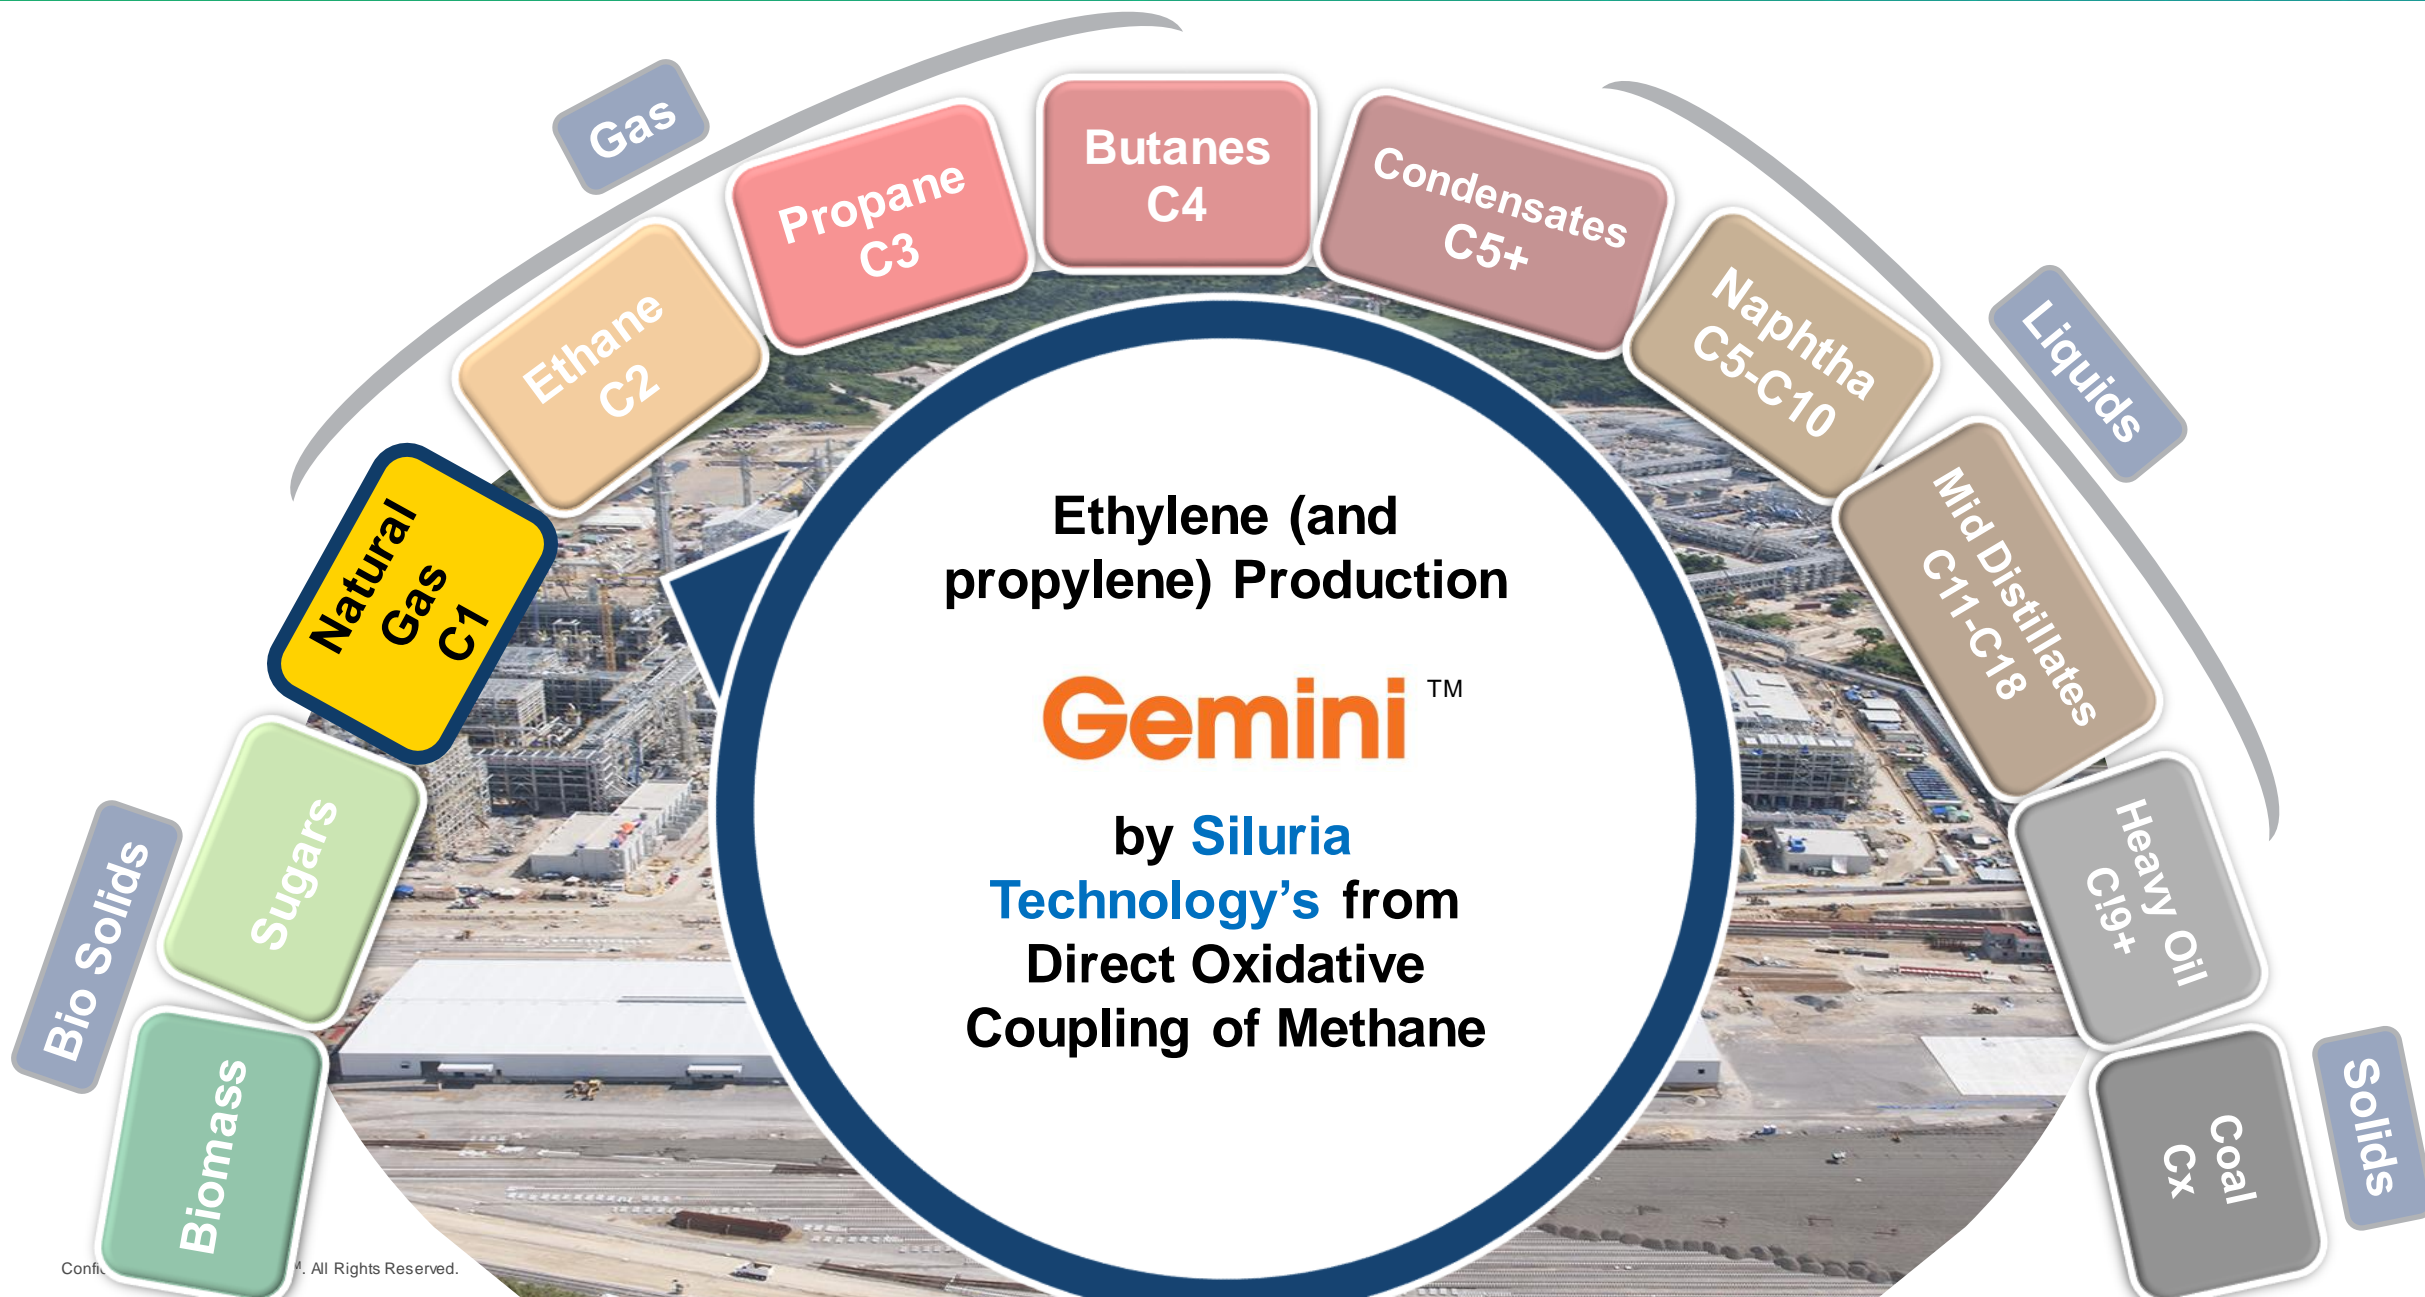 Gas
Butanes
C4
Propane
C3
Condensates
C5+
Ethane
C2
Naphtha
C5-C10
Liquids
Natural
Gas
C1
Mid Distillates
C11-C18
Ethylene (and
propylene) Production
Gemini ™
by Siluria
Technology’s from
Direct Oxidative
Coupling of Methane
Sugars
Bio Solids
Biomass
Heavy Oil
C!9+
Coal
Cx
Solids
. All Rights Reserved.